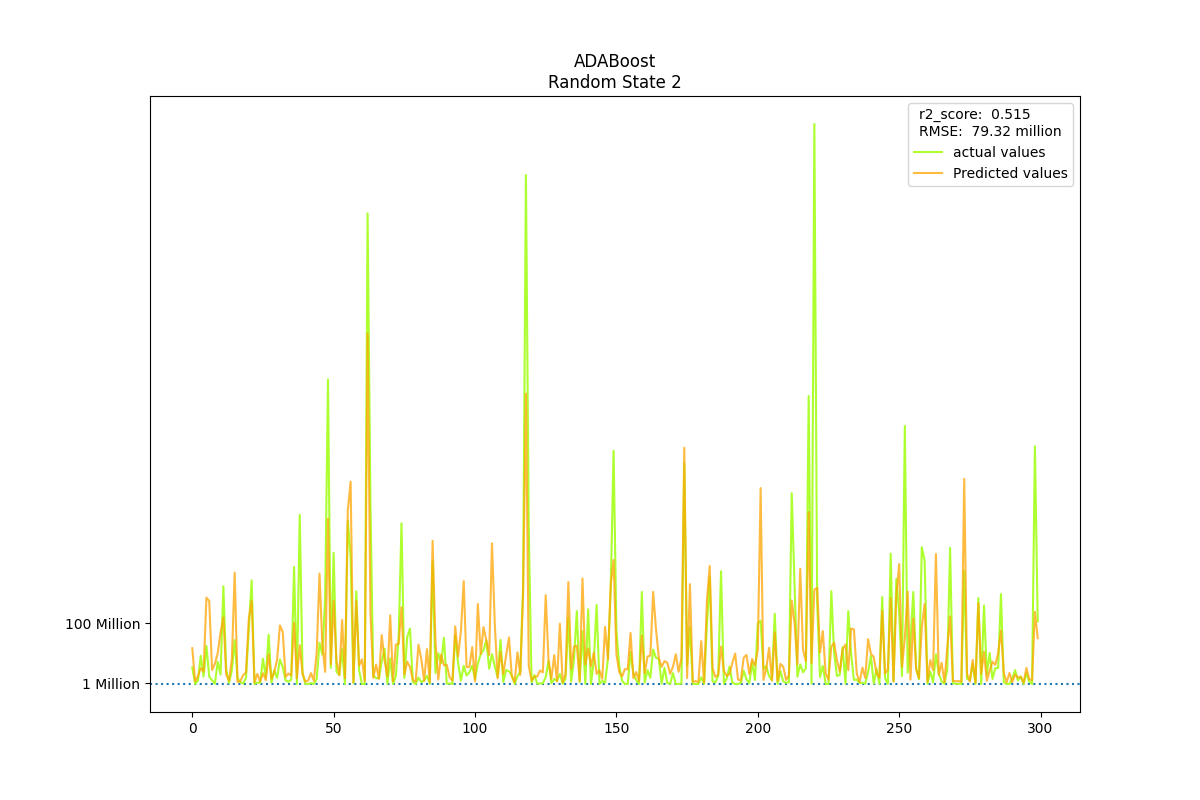 ADABoost
Random State 2
r2_score:  0.515
RMSE:  79.32 million
actual values
Predicted values
100 Million
1 Million
0
50
100
150
200
250
300